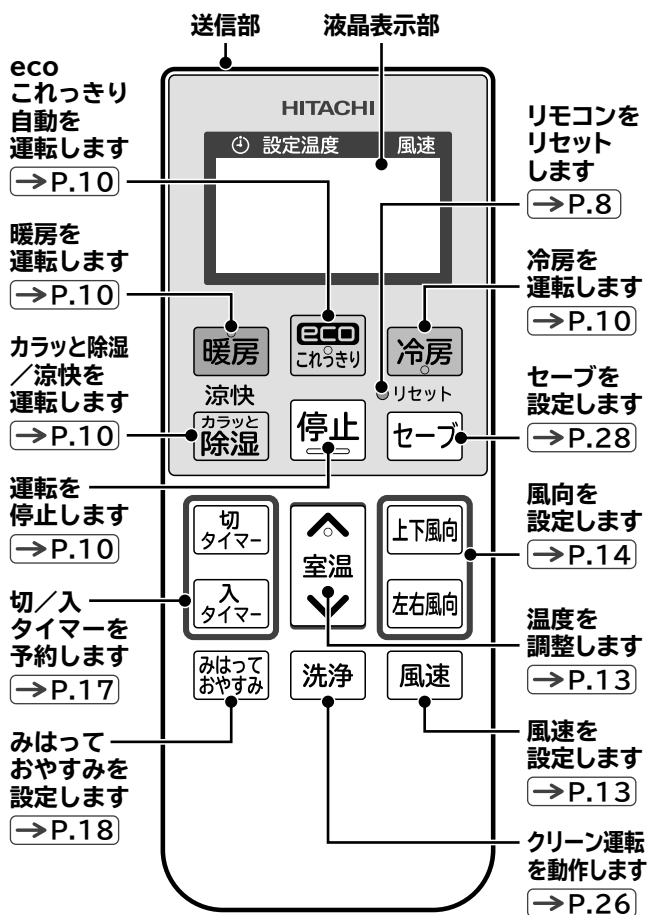 送信部
液晶表示部
eco
これっきり
自動を
運転します
→P.10
暖房を
運転します
→P.10
カラッと除湿
／涼快を
運転します
→P.10
運転を
停止します
→P.10
切／入
タイマーを
予約します
→P.17
みはって
おやすみを
設定します
→P.18
HITACHI
設定温度 風速
暖房
eco
これっきり
冷房
涼快
リセット
カラッと
除湿
停止
セーブ
切
タイマー
室温
上下風向
入
タイマー
左右風向
みはって
おやすみ
洗浄
風速
リモコンを
リセット
します
→P.8
冷房を
運転します
→P.10
セーブを
設定します
→P.28
風向を
設定します
→P.14
温度を
調整します
→P.13
風速を
設定します
→P.13
クリーン運転
を動作します
→P.26